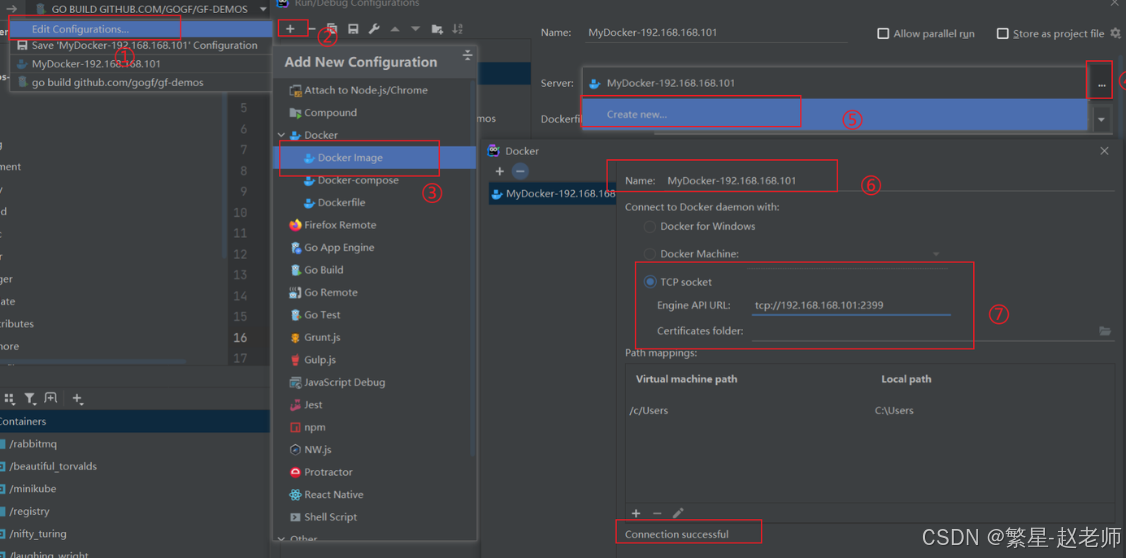 GO BUILD GITHUB.COM/GOGF/GF-DEMOS
Edit Configurations...
Save 'MyDocker-192.168.168.101' Configuration
①
MyDocker-192.168.101
go build github.com/gogf/gf-demos
5
6
7
8
9
10
11
12
13
14
15
16
17
ment
ger
ate
tributes
more
Containers
/rabbitmq
/beautiful_torvalds
/minikube
/registry
/nifty_turing
/laughing_wright
Run/Debug Configurations
②
Add New Configuration
Attach to Node.js/Chrome
Compound
Docker
Docker Image
③
Docker-compose
Dockerfile
Firefox Remote
Go App Engine
Go Build
Go Remote
Go Test
Grunt.js
Gulp.js
JavaScript Debug
Jest
npm
NW.js
Protractor
React Native
Shell Script
Other
mos
Name: MyDocker-192.168.168.101
Allow parallel run
Store as project file
Server: MyDocker-192.168.168.101
...
Create new...
⑤
Dockerfil
Docker
MyDocker-192.168.168
Name: MyDocker-192.168.168.101
⑥
Connect to Docker daemon with:
Docker for Windows
Docker Machine:
TCP socket
Engine API URL: tcp://192.168.168.101:2399
⑦
Certificates folder:
Path mappings:
Virtual machine path Local path
/c/Users C:\Users
Connection successful
CSDN @繁星-赵老师